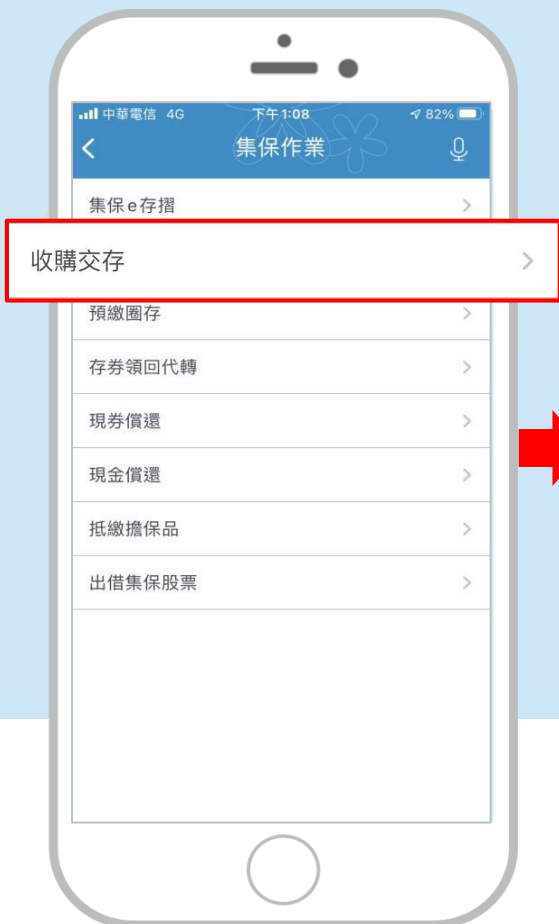 中華電信 4G 下午1:08 82%
集保作業
集保e存摺
收購交存
預繳圈存
存券領回代轉
現券償還
現金償還
抵繳擔保品
出借集保股票